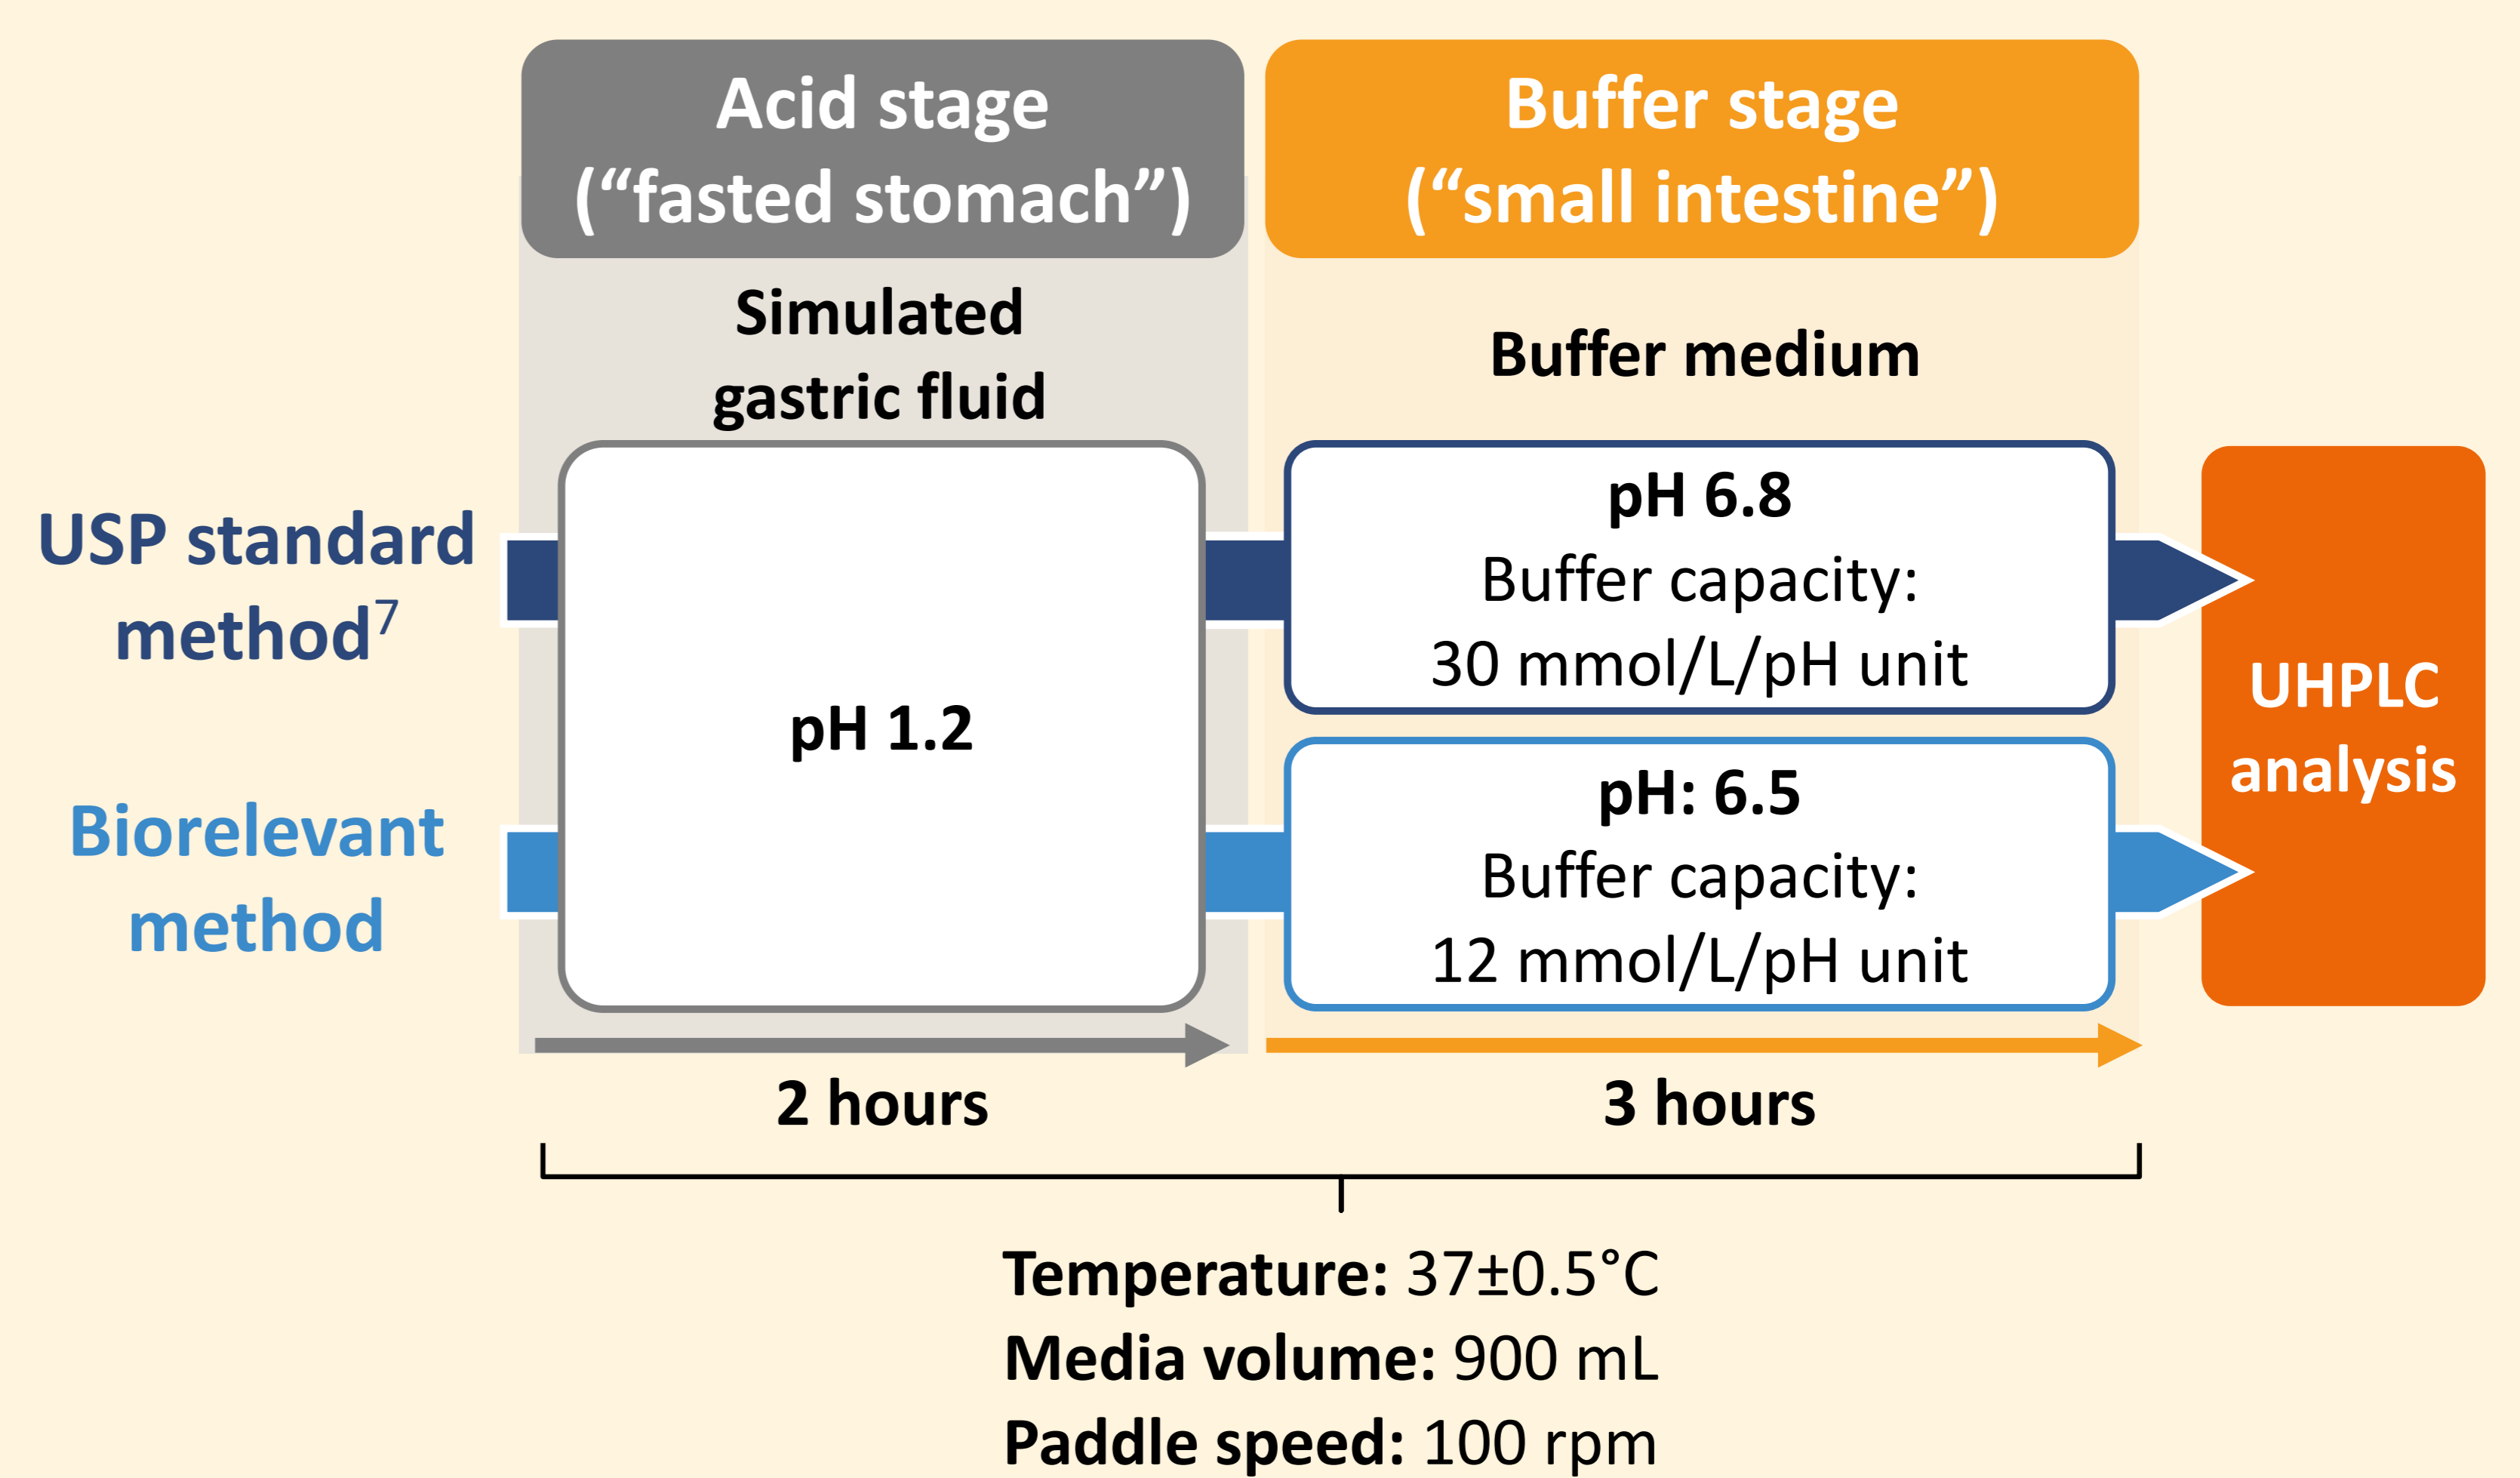 Acid stage
(“fasted stomach”)
Buffer stage
(“small intestine”)
Simulated
gastric fluid
Buffer medium
USP standard
method⁷
Biorelevant
method
pH 1.2
pH 6.8
Buffer capacity:
30 mmol/L/pH unit
pH: 6.5
Buffer capacity:
12 mmol/L/pH unit
UHPLC
analysis
2 hours
3 hours
Temperature: 37±0.5°C
Media volume: 900 mL
Paddle speed: 100 rpm